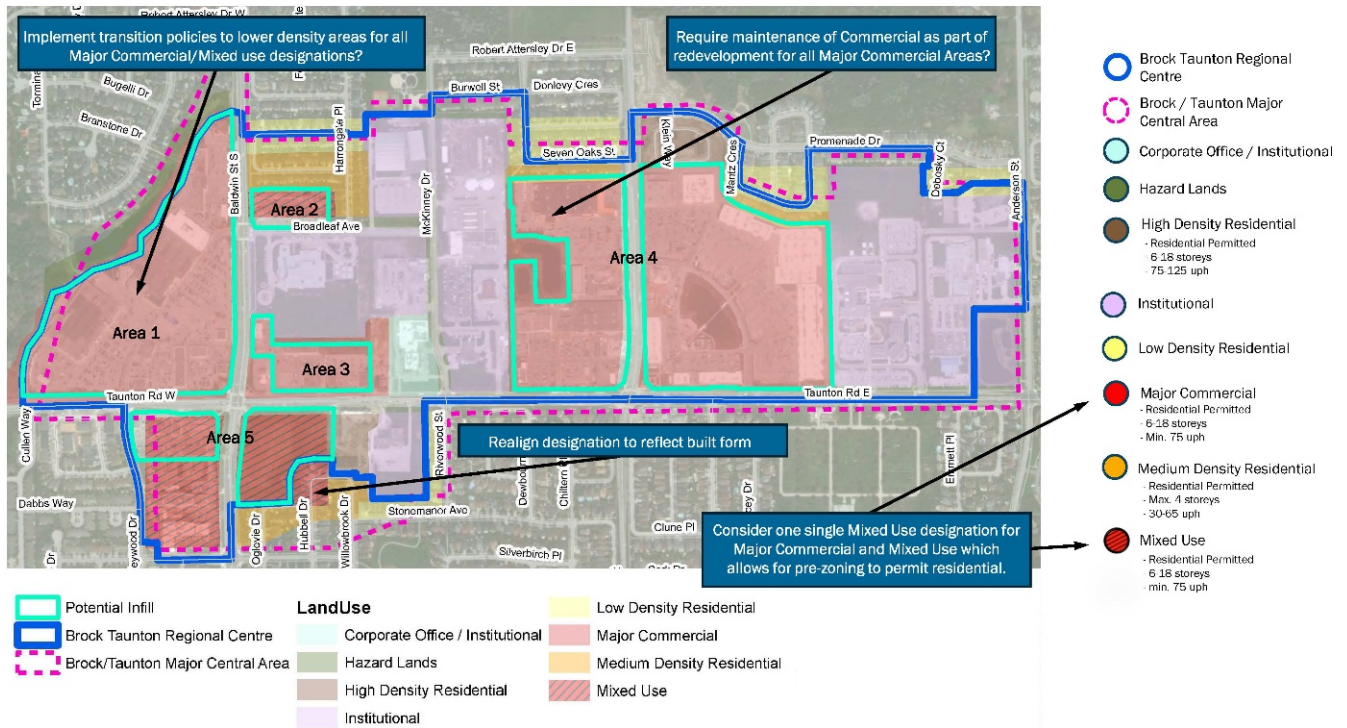 Implement transition policies to lower density areas for all
Major Commercial/Mixed use designations?
Require maintenance of Commercial as part of
redevelopment for all Major Commercial Areas?
Robert Attersley Dr W
Robert Attersley Dr E
Bugelli Dr
Branstone Dr
Donlevy Cres
Burwell St
Harrongate Pl
Baldwin St S
McKinney Dr
Seven Oaks St
Klein Way
Mantz Cres
Promenade Dr
Debosky Ct
Anderson St
Area 2
Broadleaf Ave
Area 4
Area 1
Area 3
Taunton Rd W
Taunton Rd E
Cullen Way
Area 5
Realign designation to reflect built form
Rivorwood St
Chiltern Pl
Emmett Pl
Dabbs Way
Stonemanor Ave
Clune Pl
Oglovie Dr
Hubbell Dr
Willowbrook Dr
Silverbirch Pl
Consider one single Mixed Use designation for
Major Commercial and Mixed Use which
allows for pre-zoning to permit residential.
Brock Taunton Regional
Centre
Brock / Taunton Major
Central Area
Corporate Office / Institutional
Hazard Lands
High Density Residential
- Residential Permitted
- 6-18 storeys
- 75-125 uph
Institutional
Low Density Residential
Major Commercial
- Residential Permitted
- 6-18 storeys
- Min. 75 uph
Medium Density Residential
- Residential Permitted
- Max. 4 storeys
- 30-65 uph
Mixed Use
- Residential Permitted
- 6 18 storeys
- min. 75 uph
Potential Infill
Brock Taunton Regional Centre
Brock/Taunton Major Central Area
LandUse
Corporate Office / Institutional
Hazard Lands
High Density Residential
Institutional
Low Density Residential
Major Commercial
Medium Density Residential
Mixed Use